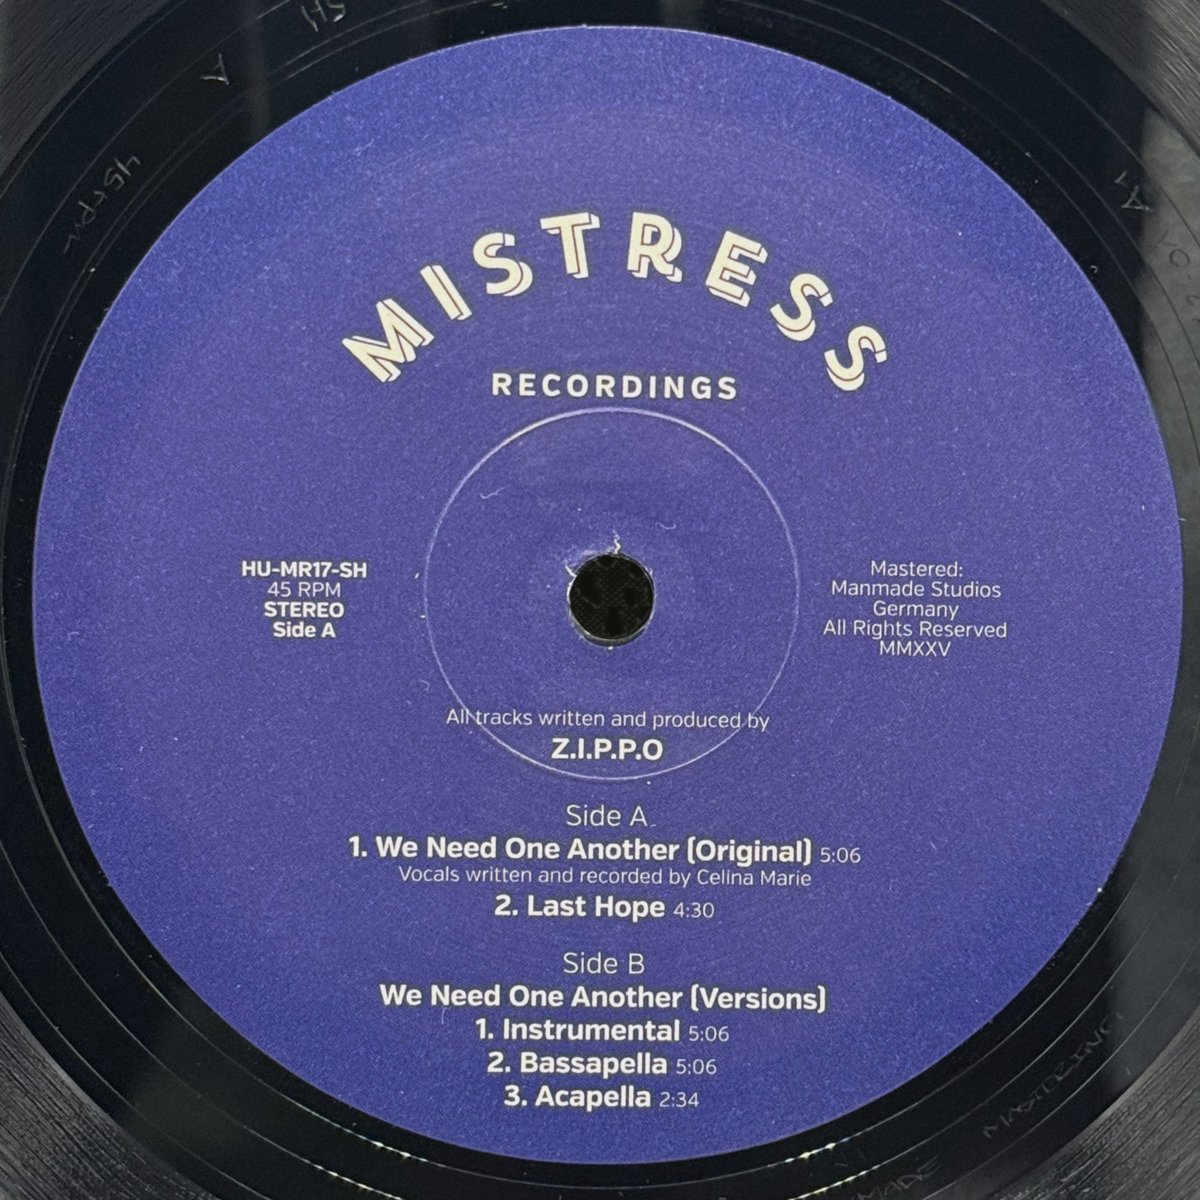 MISTRESS
RECORDINGS
HU-MR17-SH
45 RPM
STEREO
Side A
Mastered:
Manmade Studios
Germany
All Rights Reserved
MMXXV
All tracks written and produced by
Z.I.P.P.O
Side A
1. We Need One Another (Original) 5:06
Vocals written and recorded by Celina Marie
2. Last Hope 4:30
Side B
We Need One Another (Versions)
1. Instrumental 5:06
2. Bassapella 5:06
3. Acapella 2:34
SH
A
45rpm
A1